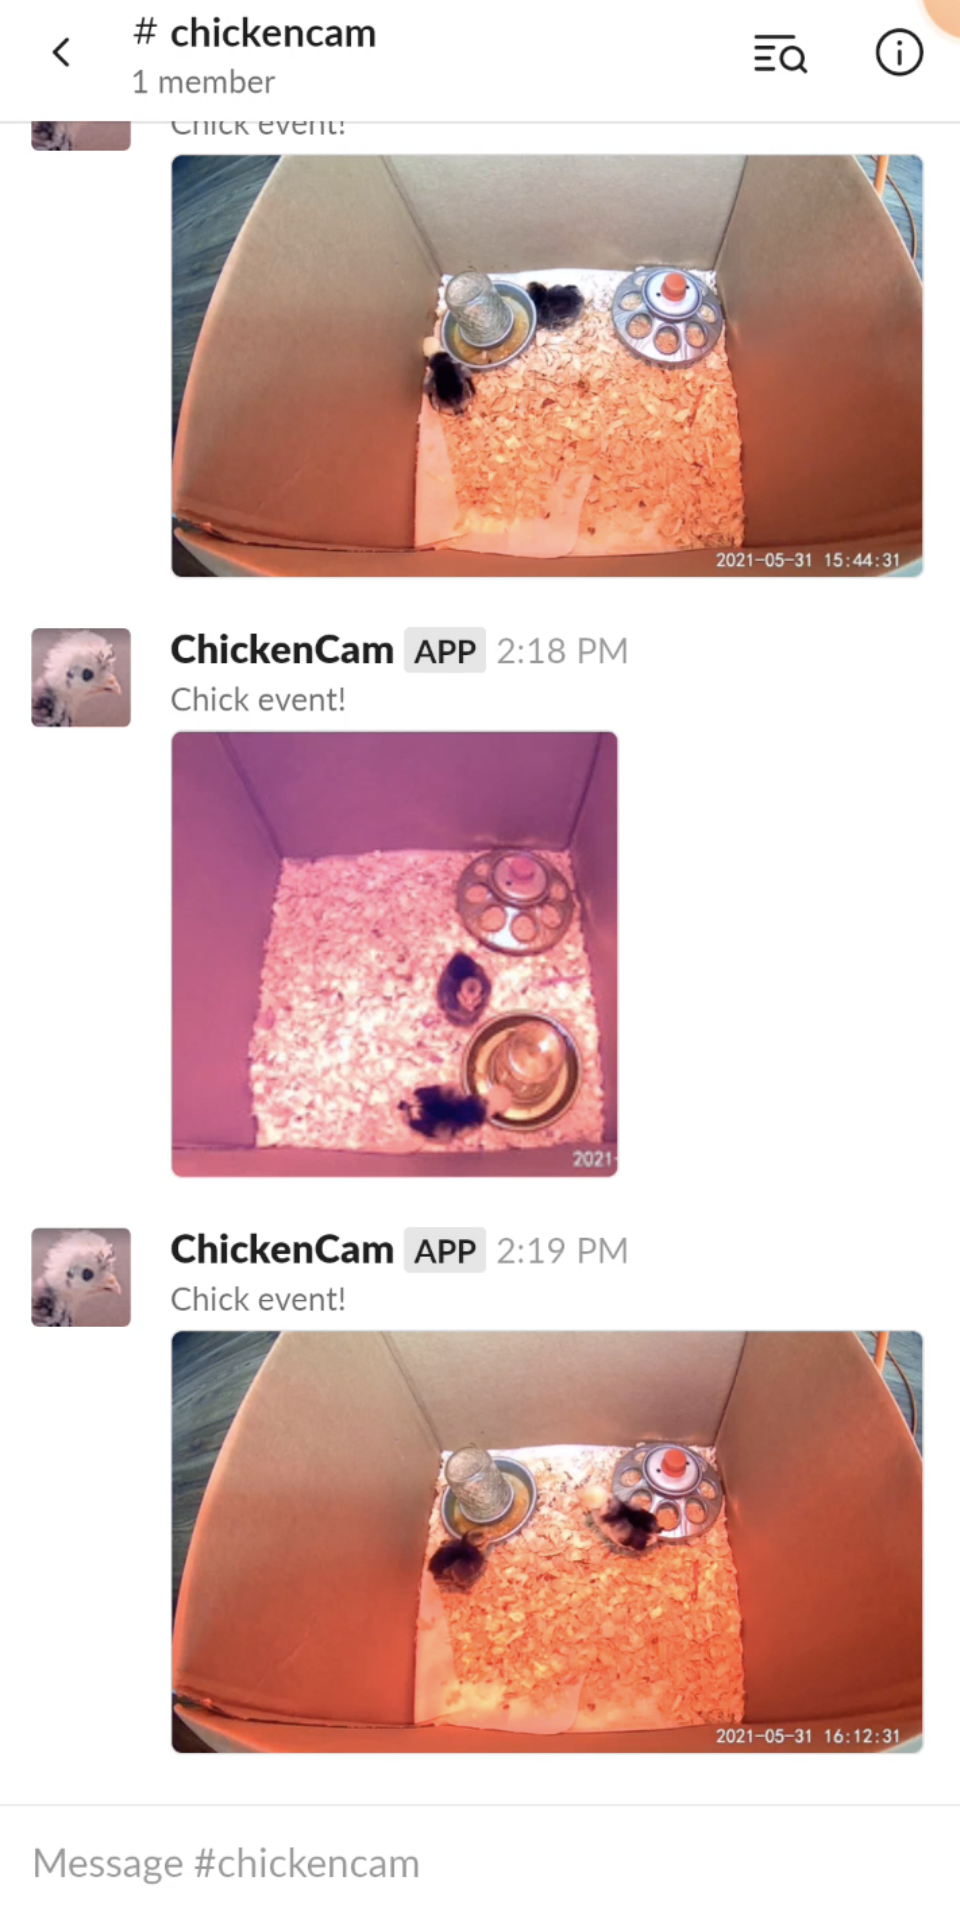 # chickencam
1 member
Chick event!
2021-05-31 15:44:31
ChickenCam APP 2:18 PM
Chick event!
2021-
ChickenCam APP 2:19 PM
Chick event!
2021-05-31 16:12:31
Message #chickencam